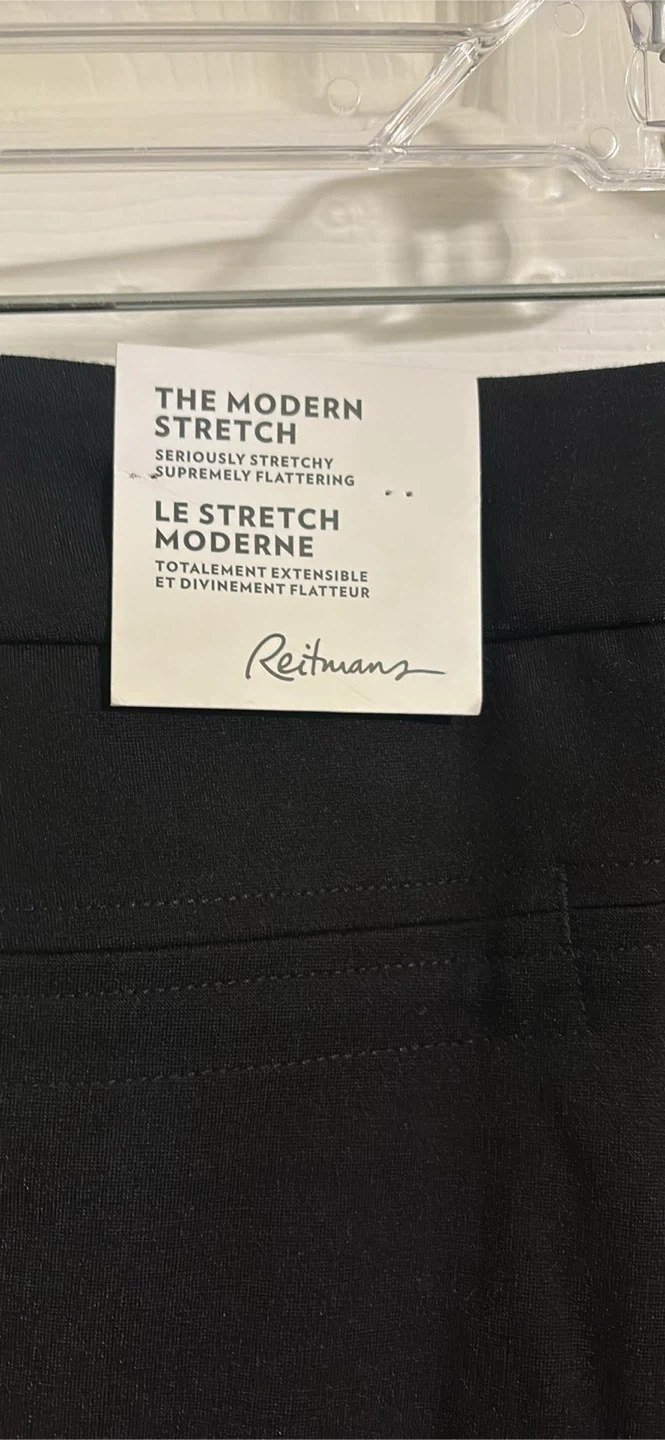 THE MODERN
STRETCH
SERIOUSLY STRETCHY
SUPREMELY FLATTERING
LE STRETCH
MODERNE
TOTALEMENT EXTENSIBLE
ET DIVINEMENT FLATTEUR
Reitmans